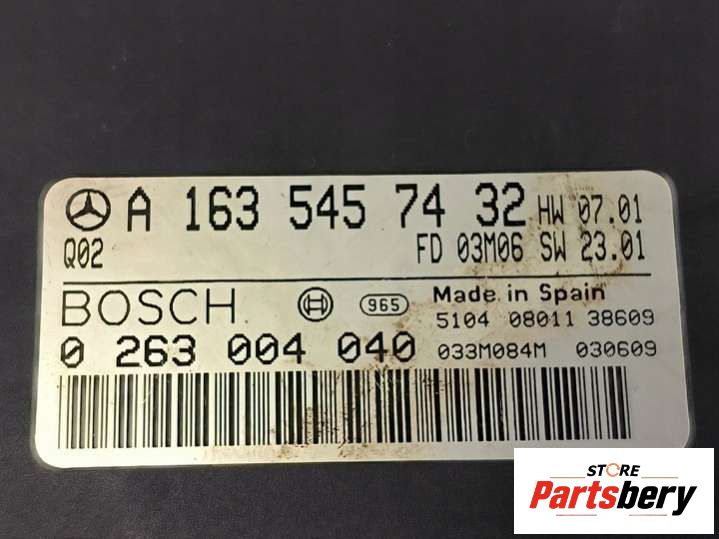 A 163 545 74 32 HW 07.01
Q02 FD 03M06 SW 23.01
BOSCH 965 Made in Spain
5104 08011 38609
0 263 004 040 033M084M 030609
STORE
Partsbery